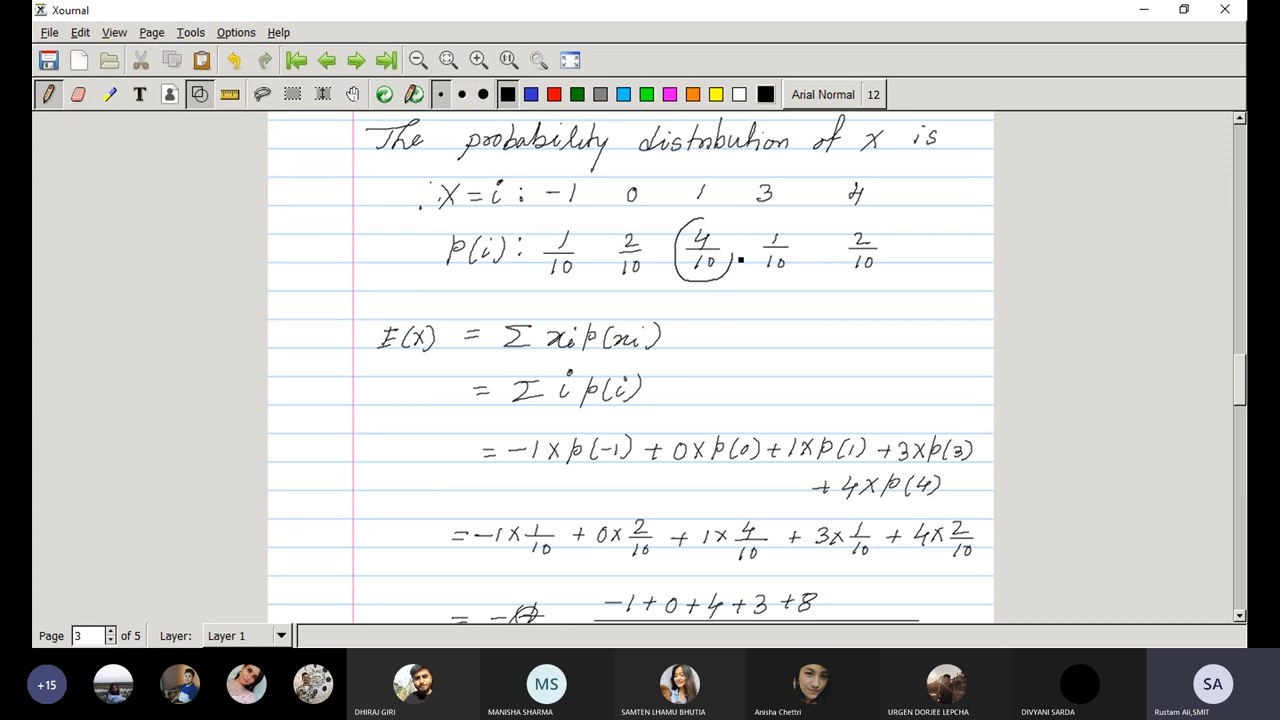 Xournal
File Edit View Page Tools Options Help
Arial Normal 12
The probability distribution of X is
∴ X = i : -1 0 1 3 4
p(i) : 1/10 2/10 4/10 1/10 2/10
E(X) = Σ xi p(xi)
= Σ i p(i)
= -1 x p(-1) + 0 x p(0) + 1 x p(1) + 3 x p(3)
+ 4 x p(4)
= -1 x 1/10 + 0 x 2/10 + 1 x 4/10 + 3 x 1/10 + 4 x 2/10
= -1 + 0 + 4 + 3 + 8
Page 3 of 5 Layer: Layer 1
+15 MS SA
DHIRAJ GIRI MANISHA SHARMA SAMTEN LHAMU BHUTIA Anisha Chettri URGEN DORJEE LEPCHA DIVYANI SARDA Rustam Ali,SMIT